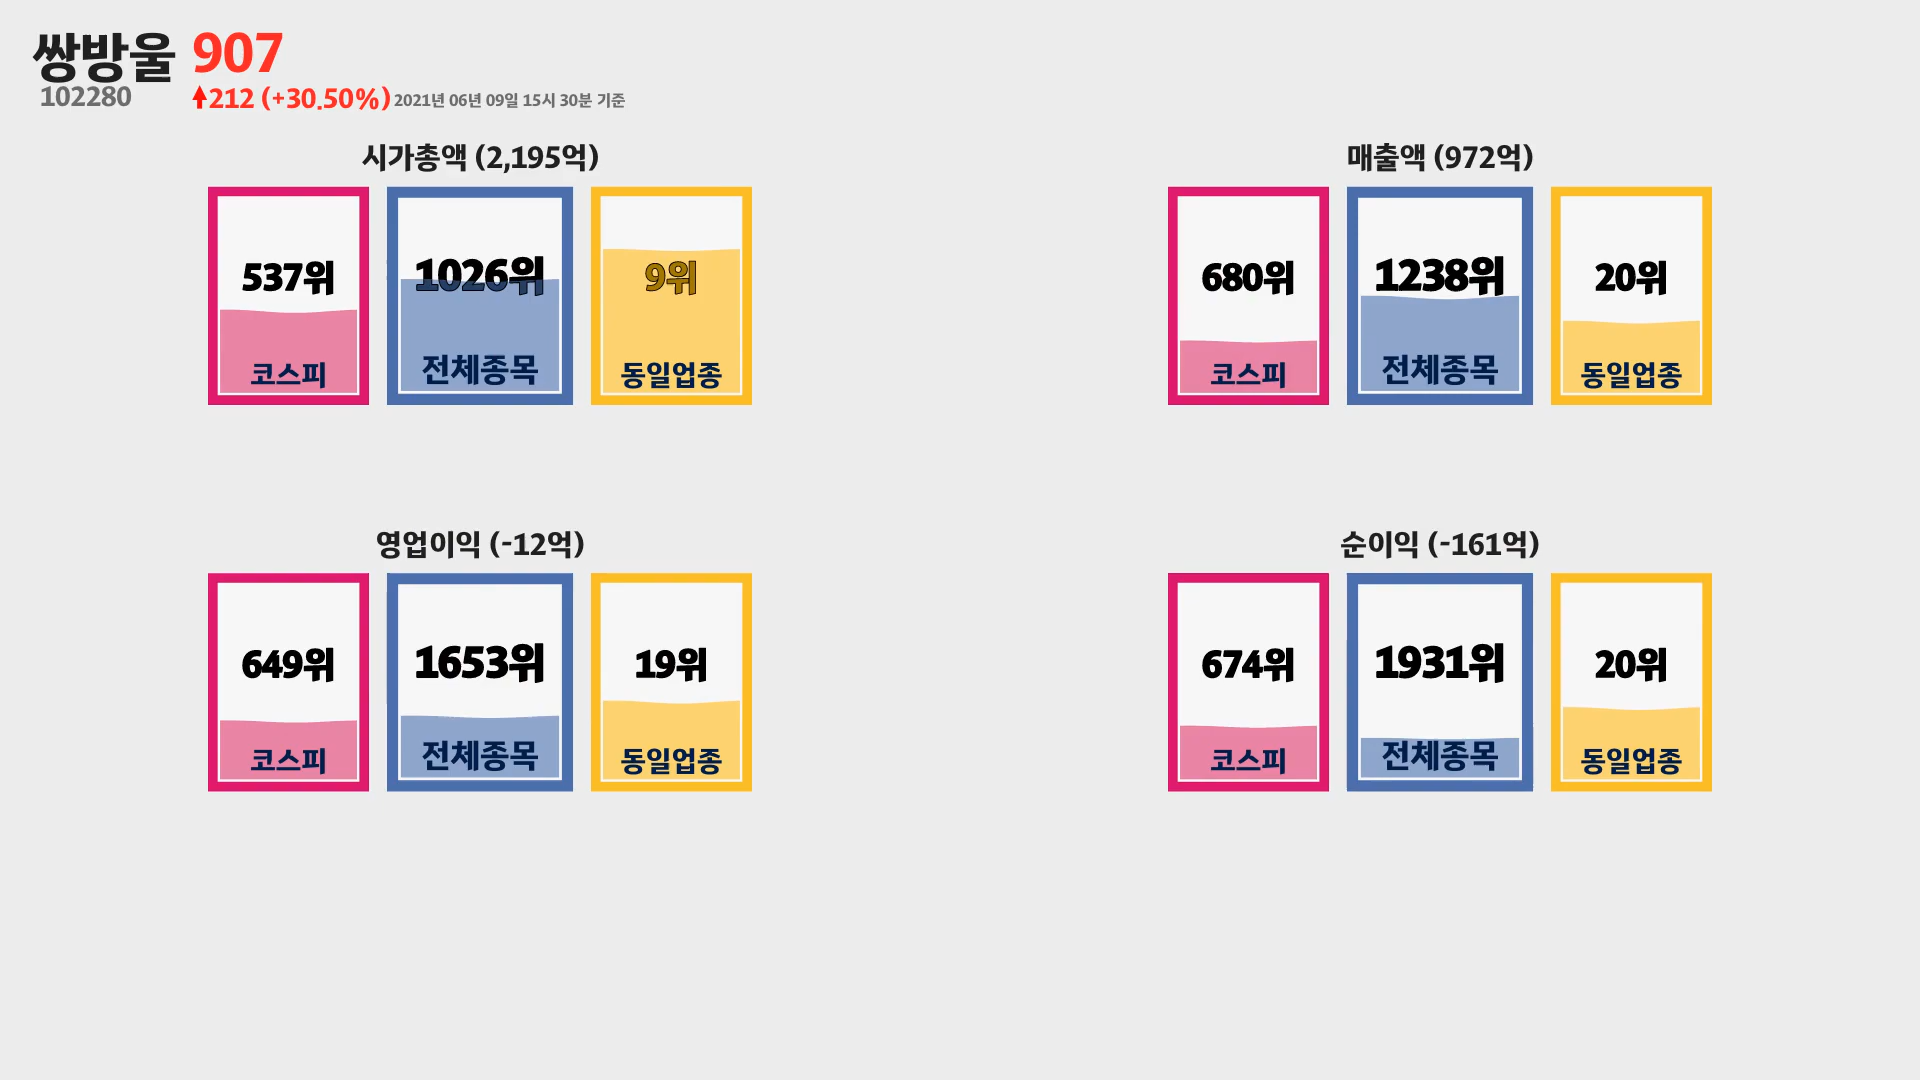 쌍방울 907
102280
212 (+30.50%) 2021년 06년 09일 15시 30분 기준
시가총액 (2,195억)
537위
1026위
9위
코스피
전체종목
동일업종
매출액 (972억)
680위
1238위
20위
코스피
전체종목
동일업종
영업이익 (-12억)
649위
1653위
19위
코스피
전체종목
동일업종
순이익 (-161억)
674위
1931위
20위
코스피
전체종목
동일업종